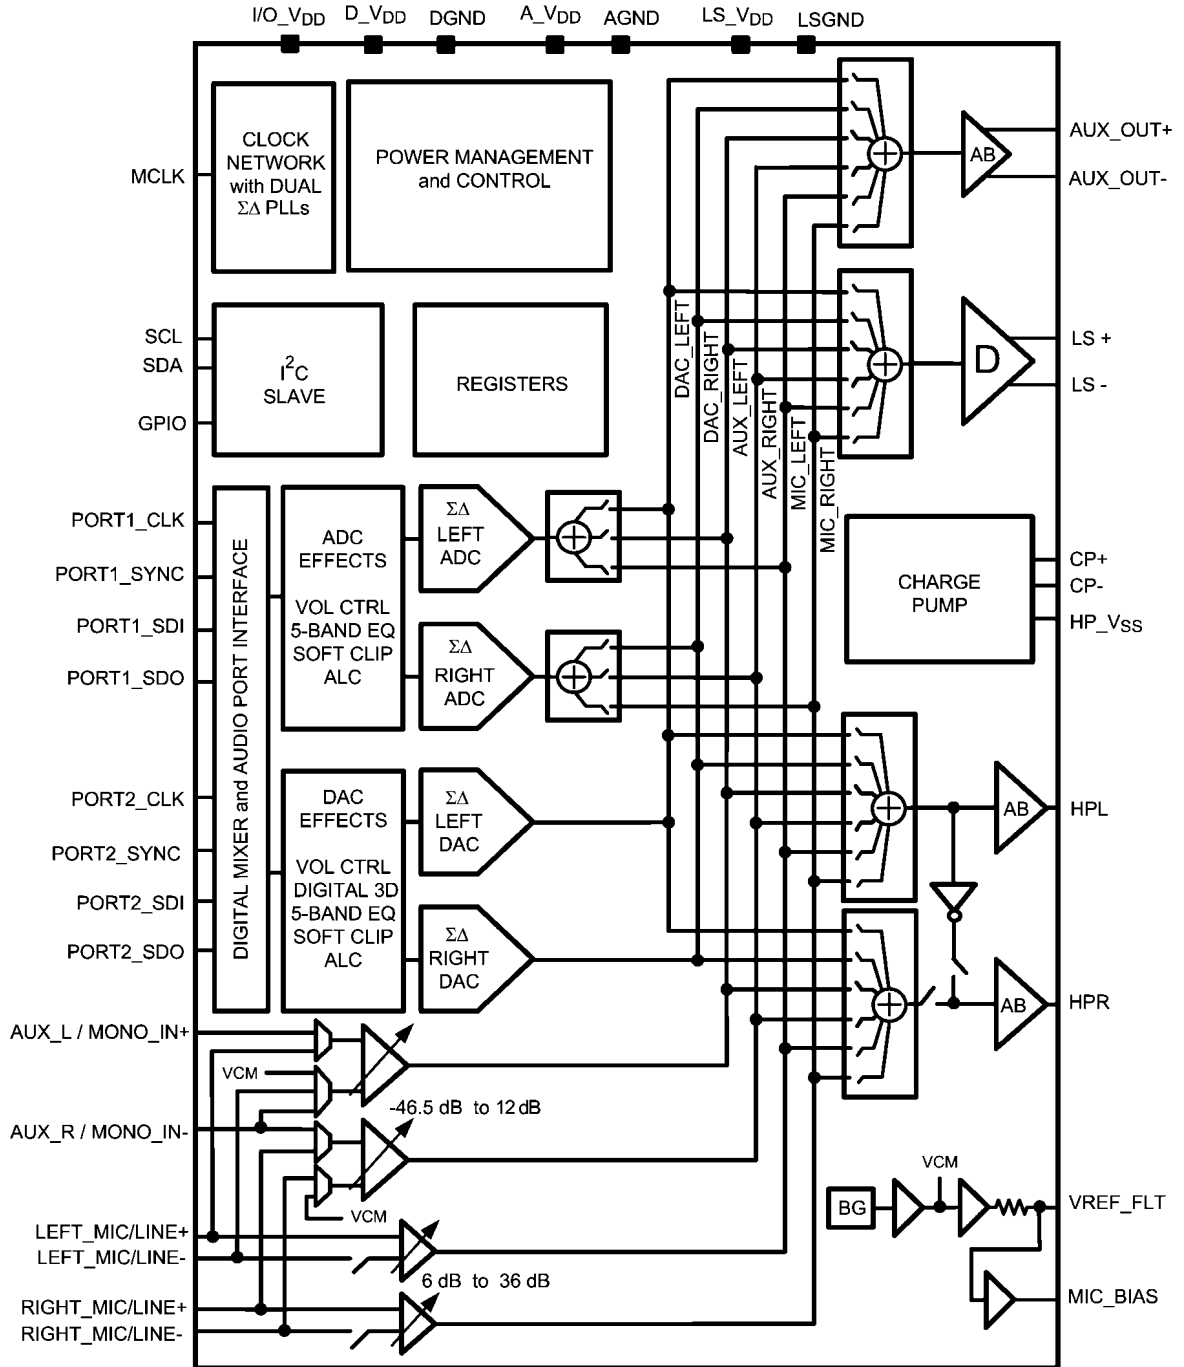 I/O_VDD
D_VDD
DGND
A_VDD
AGND
LS_VDD
LSGND
MCLK
CLOCK
NETWORK
with DUAL
ΣΔ PLLs
POWER MANAGEMENT
and CONTROL
AB
AUX_OUT+
AUX_OUT-
SCL
SDA
GPIO
I2C
SLAVE
REGISTERS
DAC_LEFT
DAC_RIGHT
AUX_LEFT
AUX_RIGHT
MIC_LEFT
MIC_RIGHT
D
LS +
LS -
PORT1_CLK
PORT1_SYNC
PORT1_SDI
PORT1_SDO
PORT2_CLK
PORT2_SYNC
PORT2_SDI
PORT2_SDO
DIGITAL MIXER and AUDIO PORT INTERFACE
ADC
EFFECTS
VOL CTRL
5-BAND EQ
SOFT CLIP
ALC
ΣΔ
LEFT
ADC
ΣΔ
RIGHT
ADC
CHARGE
PUMP
CP+
CP-
HP_VSS
DAC
EFFECTS
VOL CTRL
DIGITAL 3D
5-BAND EQ
SOFT CLIP
ALC
ΣΔ
LEFT
DAC
ΣΔ
RIGHT
DAC
AB
HPL
AB
HPR
AUX_L / MONO_IN+
VCM
-46.5 dB to 12 dB
AUX_R / MONO_IN-
VCM
LEFT_MIC/LINE+
LEFT_MIC/LINE-
6 dB to 36 dB
RIGHT_MIC/LINE+
RIGHT_MIC/LINE-
BG
VCM
VREF_FLT
MIC_BIAS